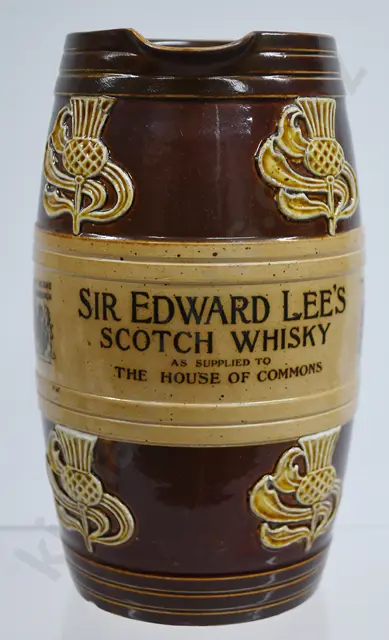 SIR EDWARD LEE'S
SCOTCH WHISKY
AS SUPPLIED TO
THE HOUSE OF COMMONS